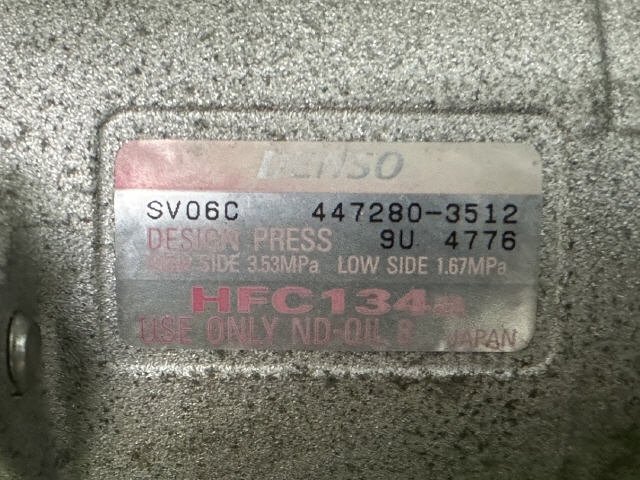 DENSO
SV06C 447280-3512
DESIGN PRESS 9U 4776
HIGH SIDE 3.53MPa LOW SIDE 1.67MPa
HFC134a
USE ONLY ND-OIL 8 JAPAN